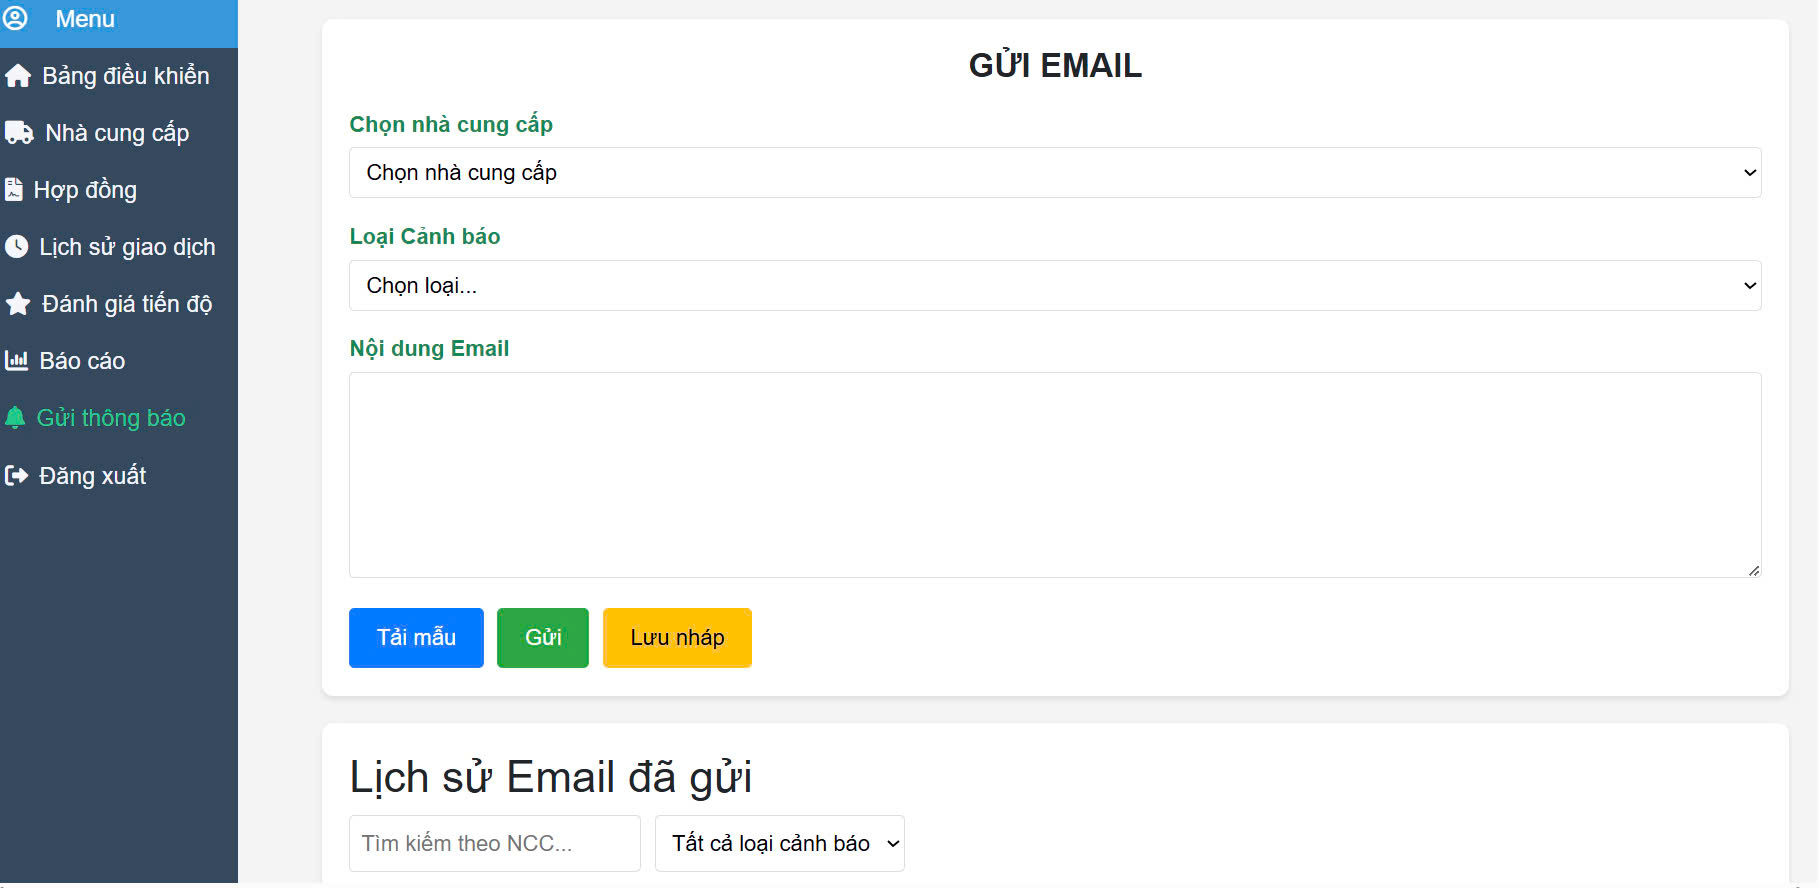 Menu
Bảng điều khiển
Nhà cung cấp
Hợp đồng
Lịch sử giao dịch
Đánh giá tiến độ
Báo cáo
Gửi thông báo
Đăng xuất
GỬI EMAIL
Chọn nhà cung cấp
Chọn nhà cung cấp
Loại Cảnh báo
Chọn loại...
Nội dung Email
Tải mẫu
Gửi
Lưu nháp
Lịch sử Email đã gửi
Tìm kiếm theo NCC...
Tất cả loại cảnh báo